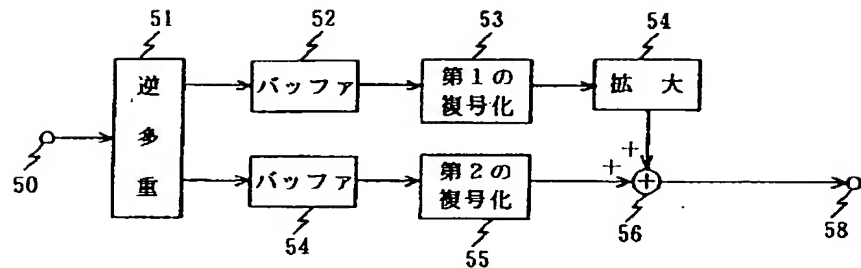 51
52
53
54
逆
多
重
バッファ
第1の
復号化
拡大
50
バッファ
第2の
復号化
+
+
+
54
55
56
58